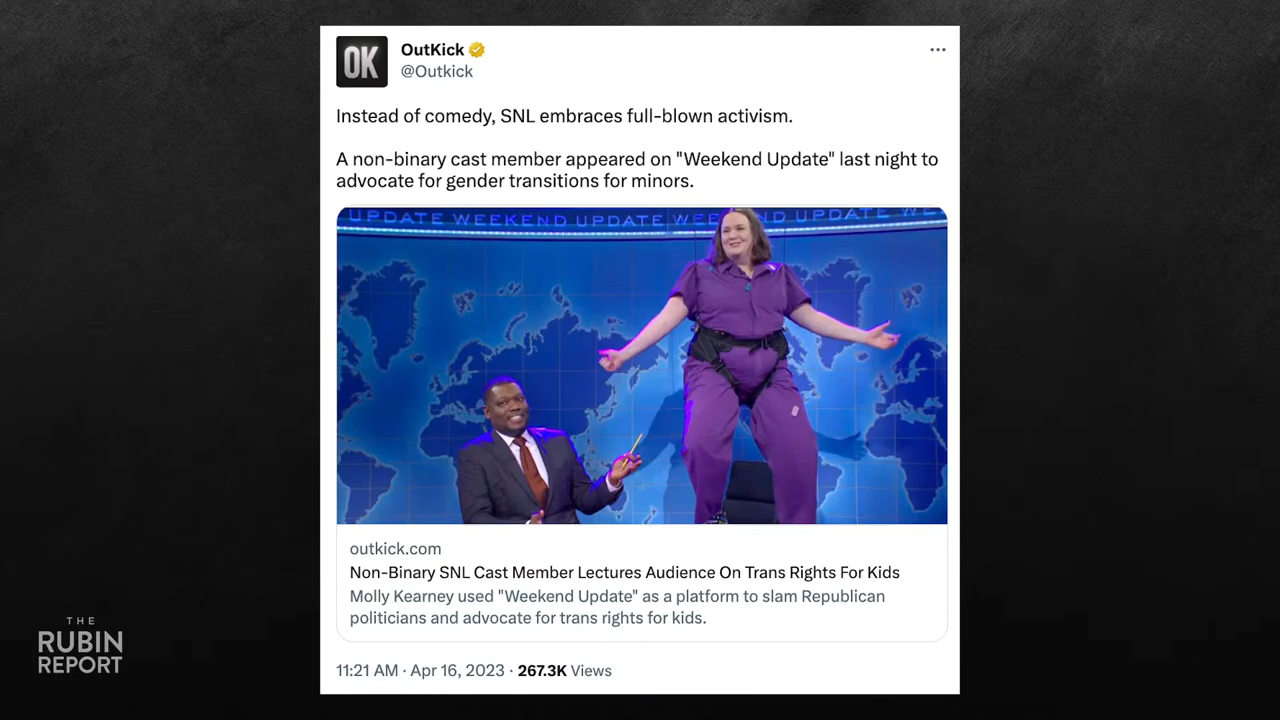 OK
OutKick
@Outkick
Instead of comedy, SNL embraces full-blown activism.
A non-binary cast member appeared on "Weekend Update" last night to
advocate for gender transitions for minors.
UPDATE WEEKEND UPDATE WEEKEND UPDATE WE
outkick.com
Non-Binary SNL Cast Member Lectures Audience On Trans Rights For Kids
Molly Kearney used "Weekend Update" as a platform to slam Republican
politicians and advocate for trans rights for kids.
11:21 AM · Apr 16, 2023 · 267.3K Views
THE
RUBIN
REPORT